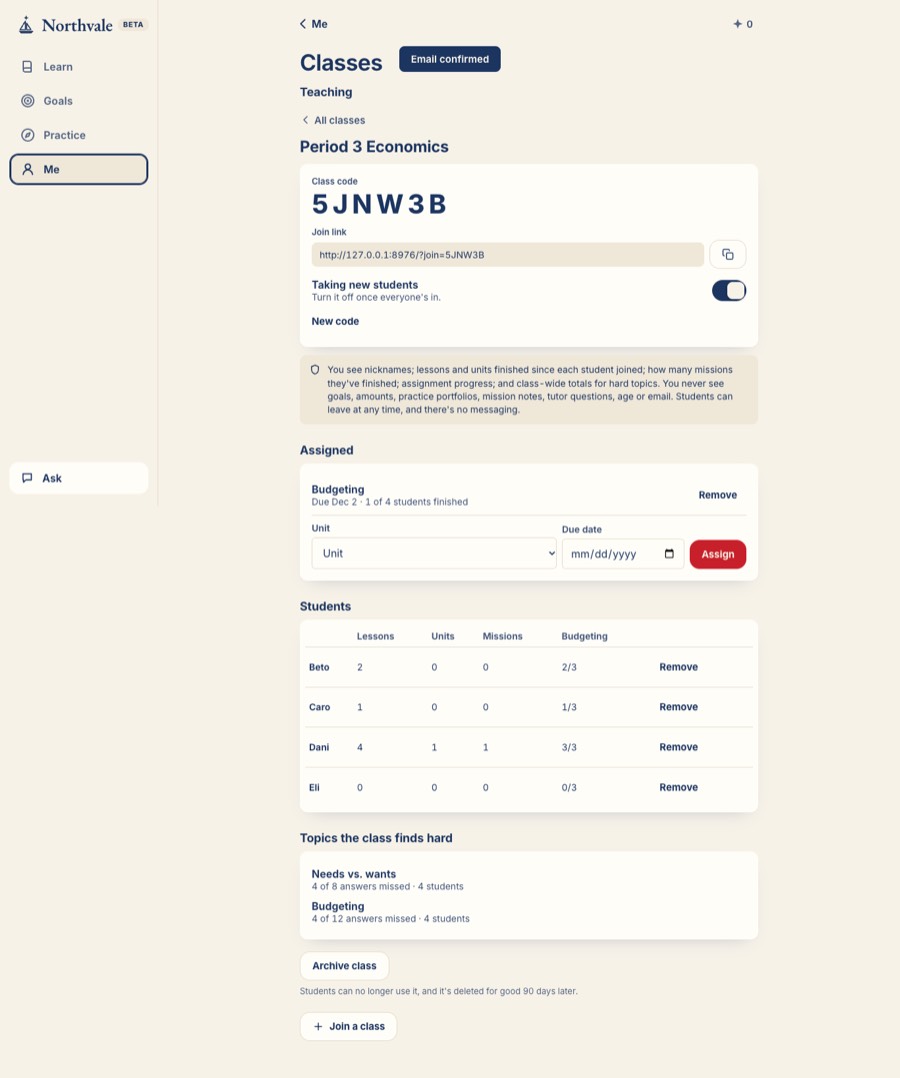 Northvale BETA
Learn
Goals
Practice
Me
Ask
Me
0
Classes
Email confirmed
Teaching
All classes
Period 3 Economics
Class code
5JNW3B
Join link
http://127.0.0.1:8976/?join=5JNW3B
Taking new students
Turn it off once everyone's in.
New code
You see nicknames; lessons and units finished since each student joined; how many missions
they've finished; assignment progress; and class-wide totals for hard topics. You never see
goals, amounts, practice portfolios, mission notes, tutor questions, age or email. Students can
leave at any time, and there's no messaging.
Assigned
Budgeting
Due Dec 2 · 1 of 4 students finished
Remove
Unit
Due date
Unit
mm/dd/yyyy
Assign
Students
Lessons Units Missions Budgeting
Beto 2 0 0 2/3 Remove
Caro 1 0 0 1/3 Remove
Dani 4 1 1 3/3 Remove
Eli 0 0 0 0/3 Remove
Topics the class finds hard
Needs vs. wants
4 of 8 answers missed · 4 students
Budgeting
4 of 12 answers missed · 4 students
Archive class
Students can no longer use it, and it's deleted for good 90 days later.
+ Join a class